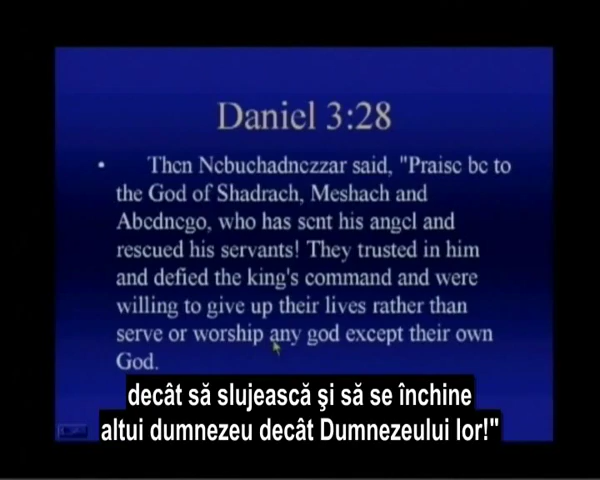 Daniel 3:28
• Then Nebuchadnezzar said, "Praise be to
the God of Shadrach, Meshach and
Abednego, who has sent his angel and
rescued his servants! They trusted in him
and defied the king's command and were
willing to give up their lives rather than
serve or worship any god except their own
God.
decât să slujească şi să se închine
altui dumnezeu decât Dumnezeului lor!"